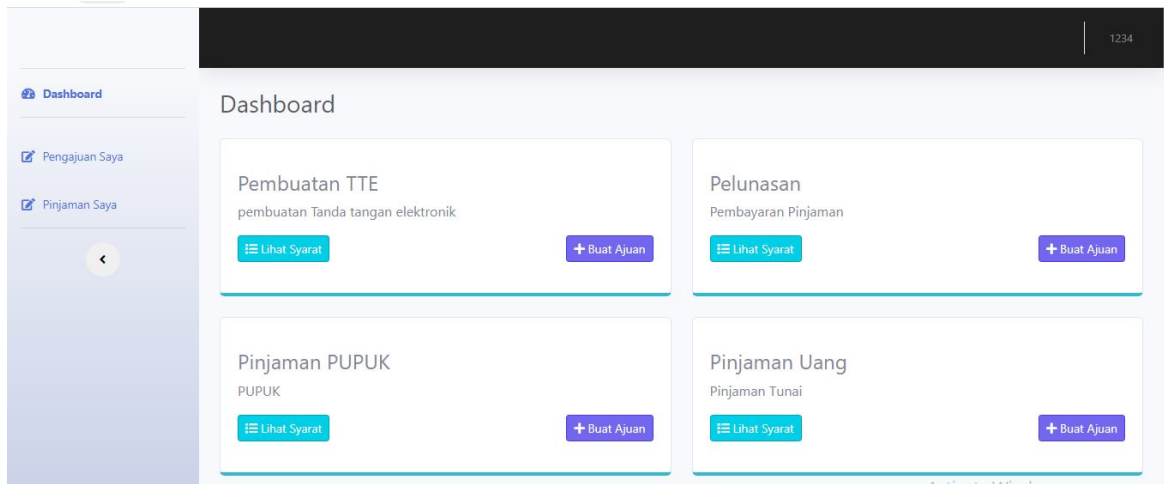 1234
Dashboard
Pengajuan Saya
Pinjaman Saya
Dashboard
Pembuatan TTE
pembuatan Tanda tangan elektronik
Lihat Syarat
Buat Ajuan
Pelunasan
Pembayaran Pinjaman
Lihat Syarat
Buat Ajuan
Pinjaman PUPUK
PUPUK
Lihat Syarat
Buat Ajuan
Pinjaman Uang
Pinjaman Tunai
Lihat Syarat
Buat Ajuan